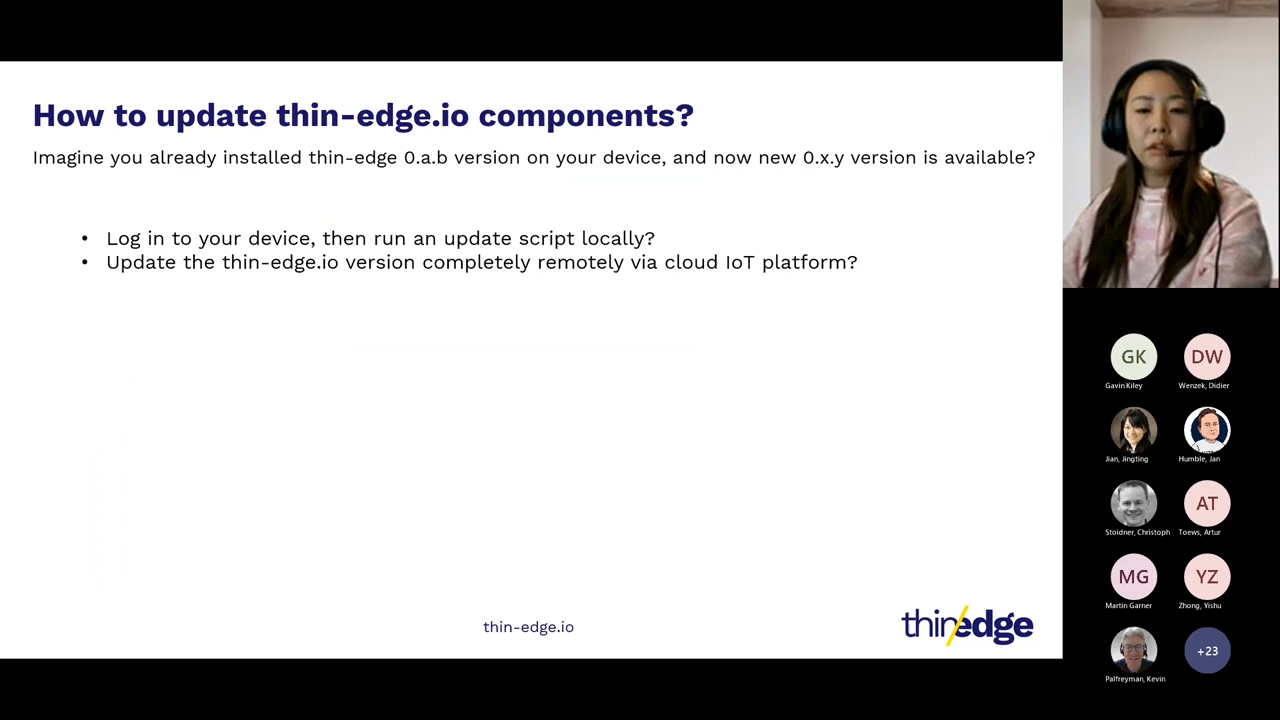 How to update thin-edge.io components?
Imagine you already installed thin-edge 0.a.b version on your device, and now new 0.x.y version is available?
• Log in to your device, then run an update script locally?
• Update the thin-edge.io version completely remotely via cloud IoT platform?
thin-edge.io
thin/edge
GK
DW
Gavin Kiley
Wenzek, Didier
Jian, Jingting
Humble, Jan
AT
Stoidner, Christoph
Toews, Artur
MG
YZ
Martin Garner
Zhong, Yishu
+23
Palfreyman, Kevin